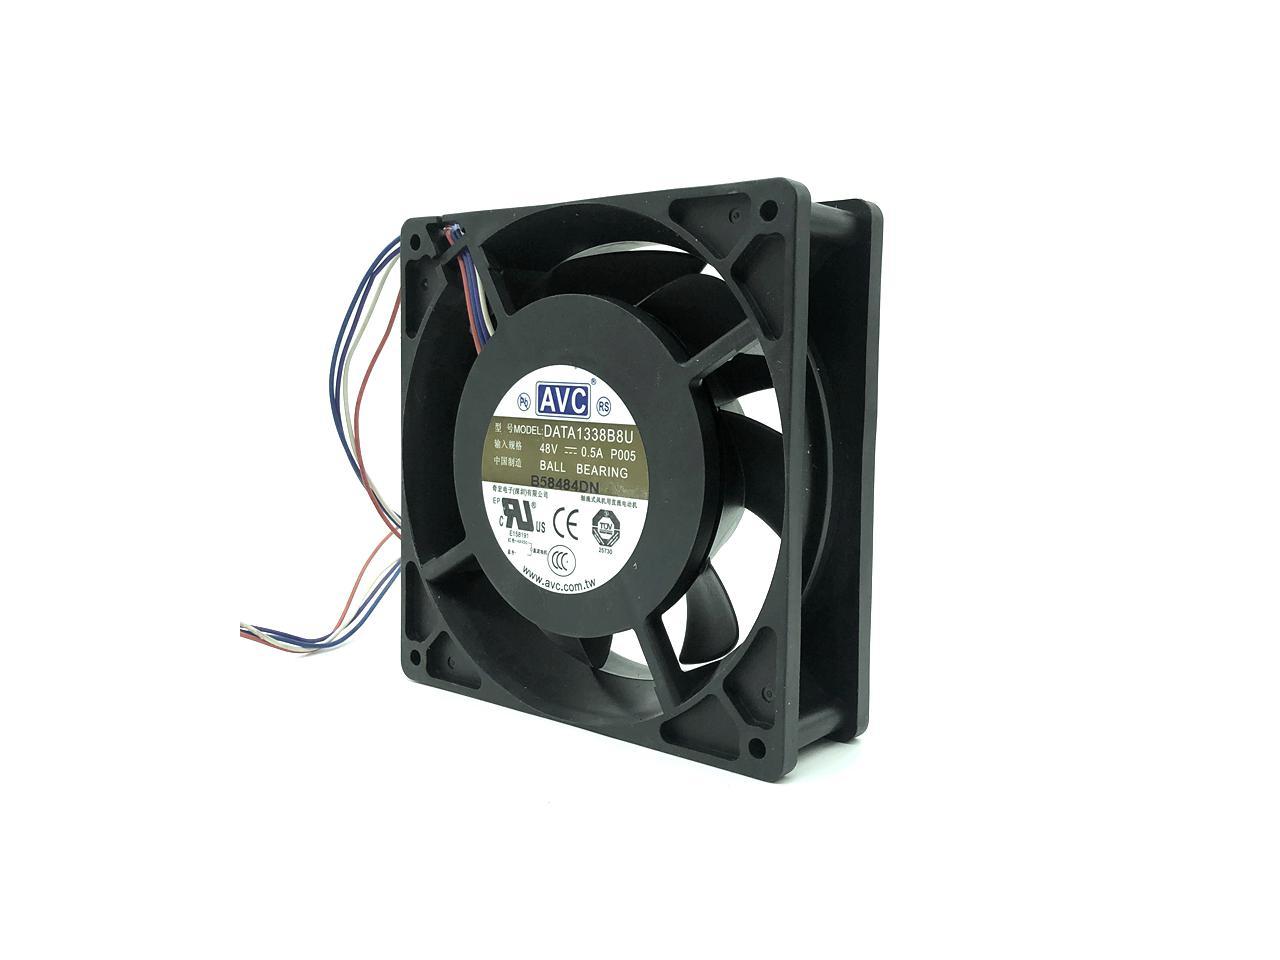 AVC ®
Pb
RS
型号MODEL:DATA1338B8U
输入规格 48V ⎓ 0.5A P005
中国制造 BALL BEARING
B58484DN
奇宏电子(深圳)有限公司
轴流式风机用直流电动机
EP
C RU ® US
CE
TÜV
E158191
25T30
CCC
www.avc.com.tw